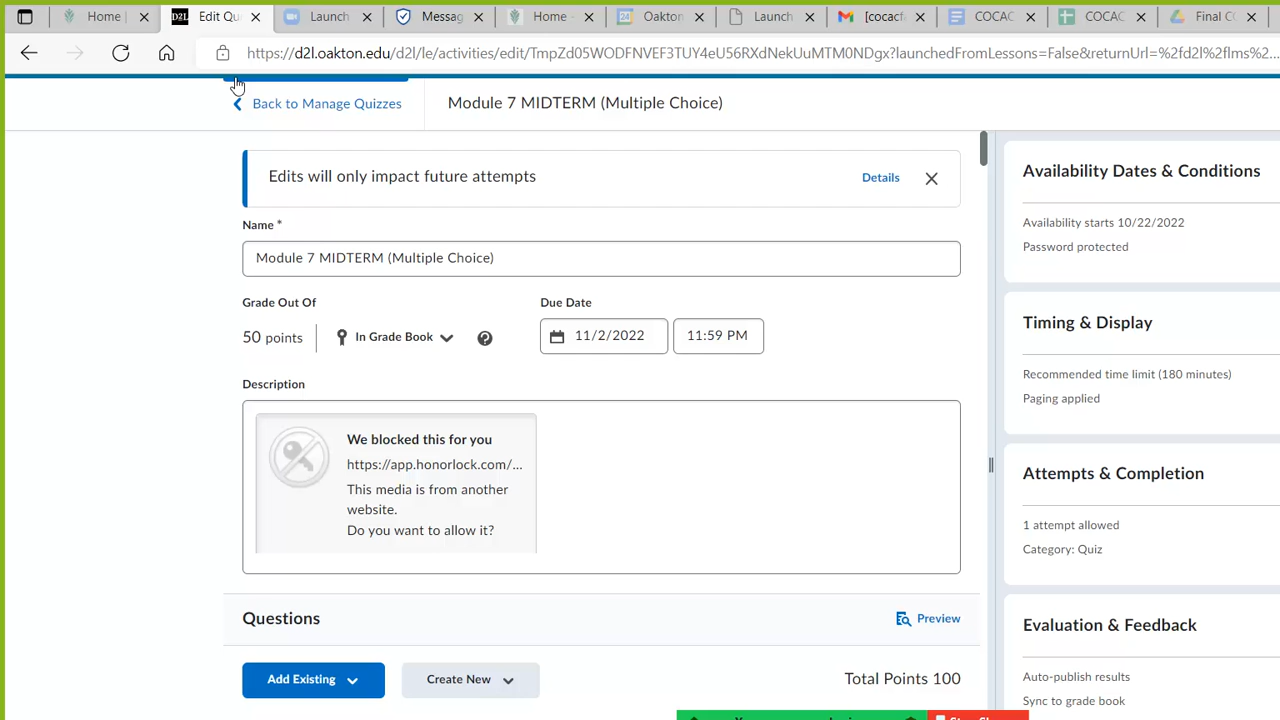 Home |
D2L Edit Qu
Launch
Messag
Home -
24 Oakton
Launch
[cocacf
COCAC
COCAC
Final CO
https://d2l.oakton.edu/d2l/le/activities/edit/TmpZd05WODFNVEF3TUY4eU56RXdNekUuMTM0NDgx?launchedFromLessons=False&returnUrl=%2fd2l%2flms%2...
Back to Manage Quizzes
Module 7 MIDTERM (Multiple Choice)
Edits will only impact future attempts
Details
Name *
Module 7 MIDTERM (Multiple Choice)
Grade Out Of
Due Date
50 points
In Grade Book
11/2/2022
11:59 PM
Description
We blocked this for you
https://app.honorlock.com/...
This media is from another
website.
Do you want to allow it?
Questions
Preview
Add Existing
Create New
Total Points 100
Availability Dates & Conditions
Availability starts 10/22/2022
Password protected
Timing & Display
Recommended time limit (180 minutes)
Paging applied
Attempts & Completion
1 attempt allowed
Category: Quiz
Evaluation & Feedback
Auto-publish results
Sync to grade book